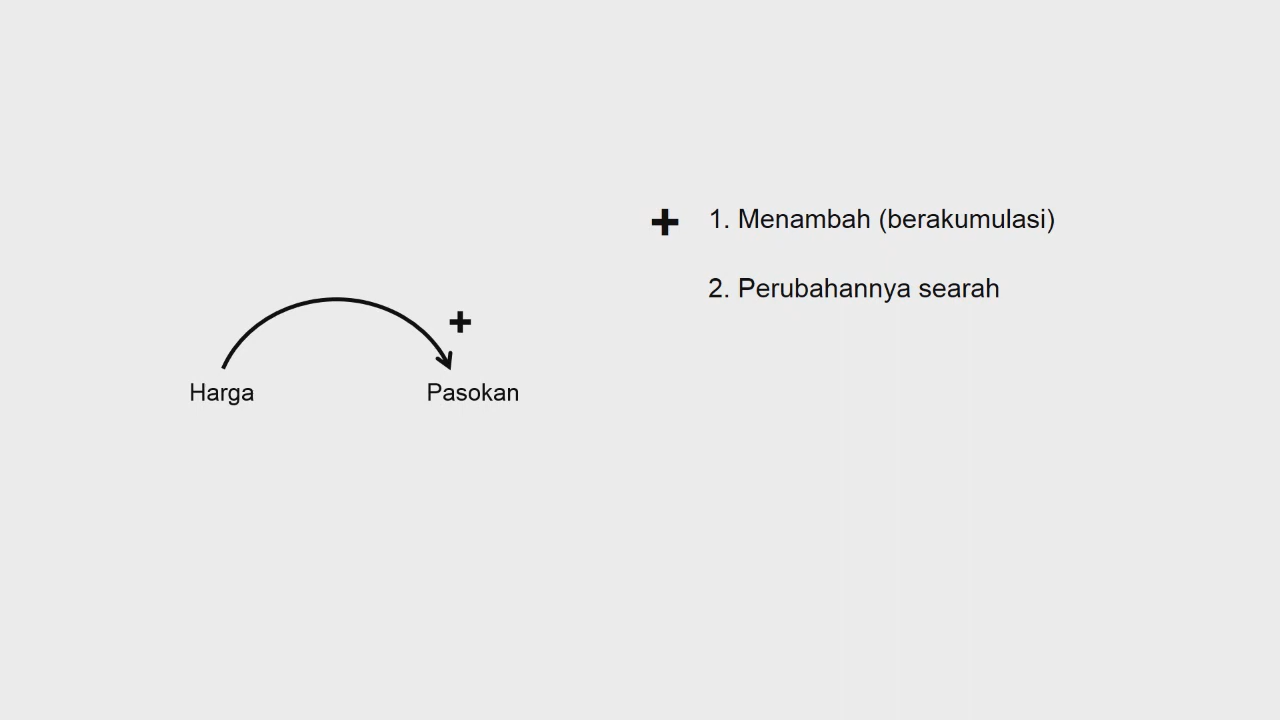 + 1. Menambah (berakumulasi)
2. Perubahannya searah
+
Harga Pasokan